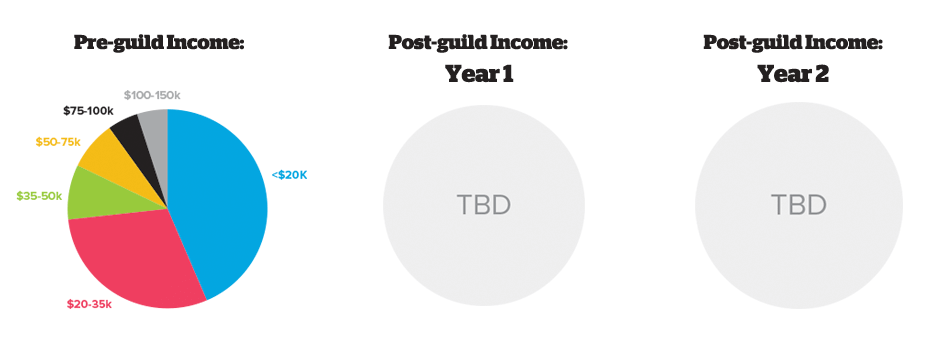 Pre-guild Income:
Post-guild Income:
Year 1
Post-guild Income:
Year 2
$100-150k
$75-100k
$50-75k
<$20K
$35-50k
$20-35k
TBD
TBD